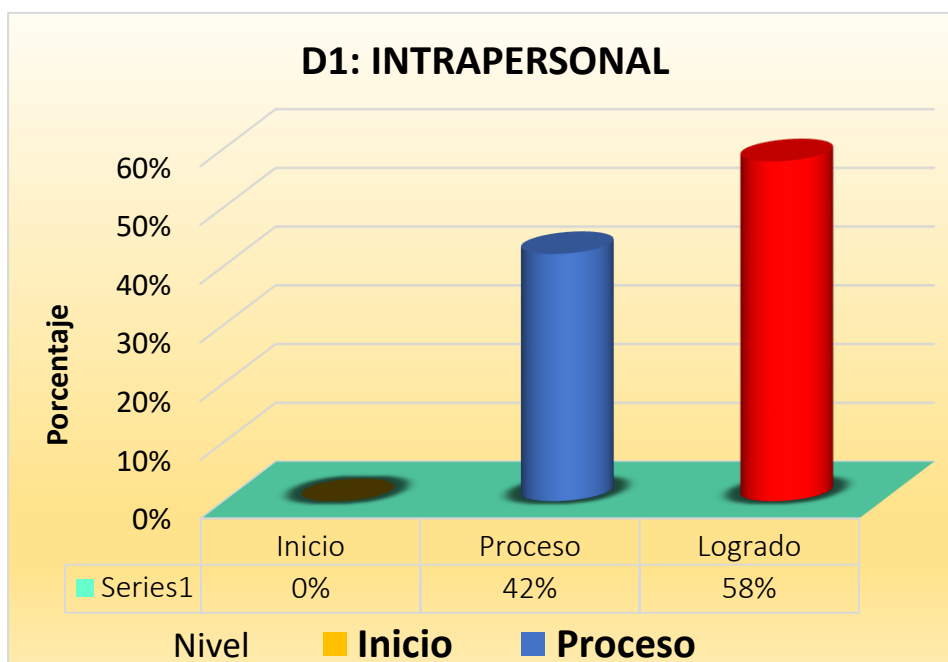 D1: INTRAPERSONAL
Porcentaje
60%
50%
40%
30%
20%
10%
0%
Inicio Proceso Logrado
Series1 0% 42% 58%
Nivel Inicio Proceso